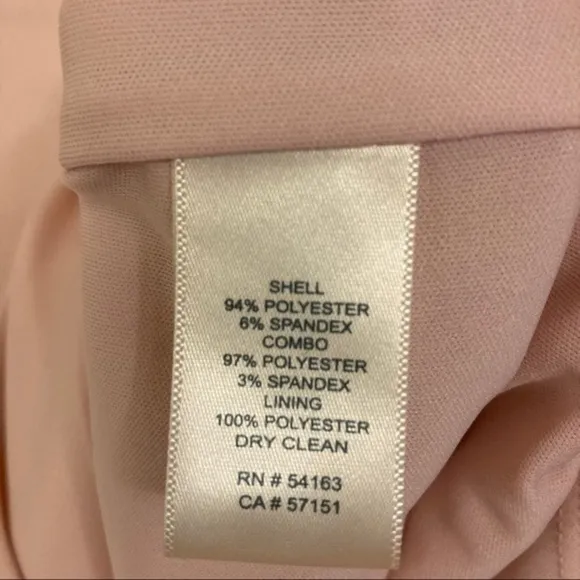 SHELL
94% POLYESTER
6% SPANDEX
COMBO
97% POLYESTER
3% SPANDEX
LINING
100% POLYESTER
DRY CLEAN
RN # 54163
CA # 57151